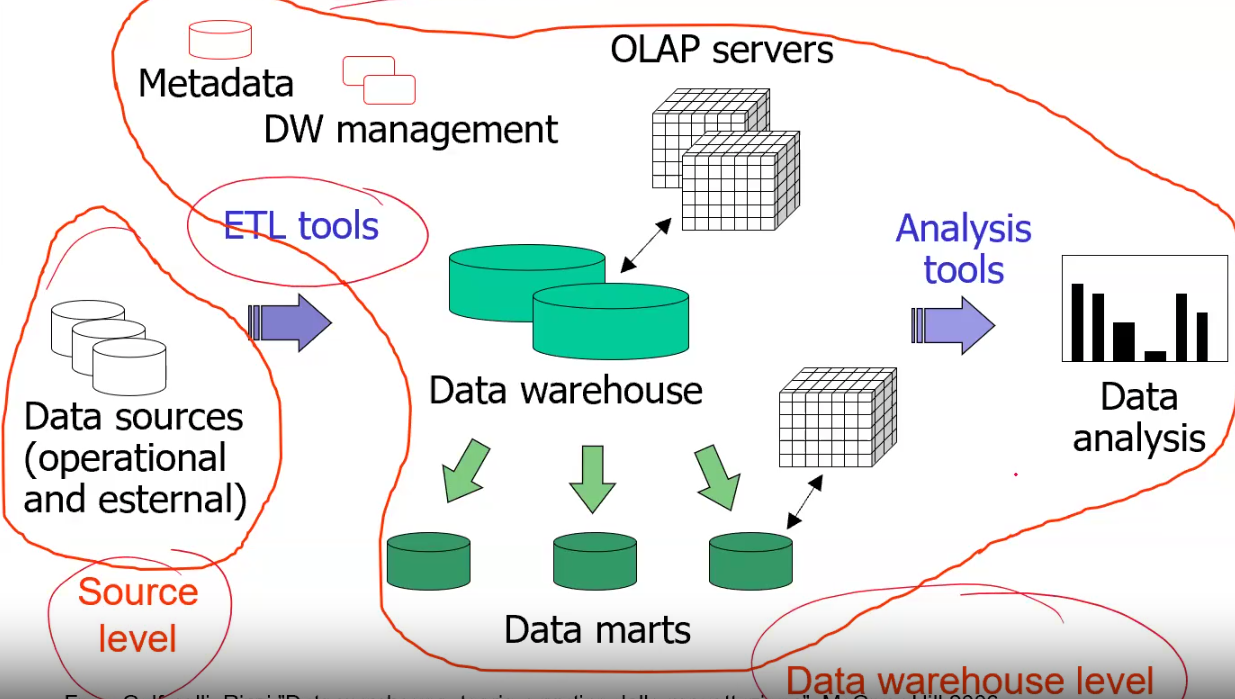 OLAP servers
Metadata
DW management
ETL tools
Analysis
tools
Data warehouse
Data sources
(operational
and esternal)
Data
analysis
Source
level
Data marts
Data warehouse level